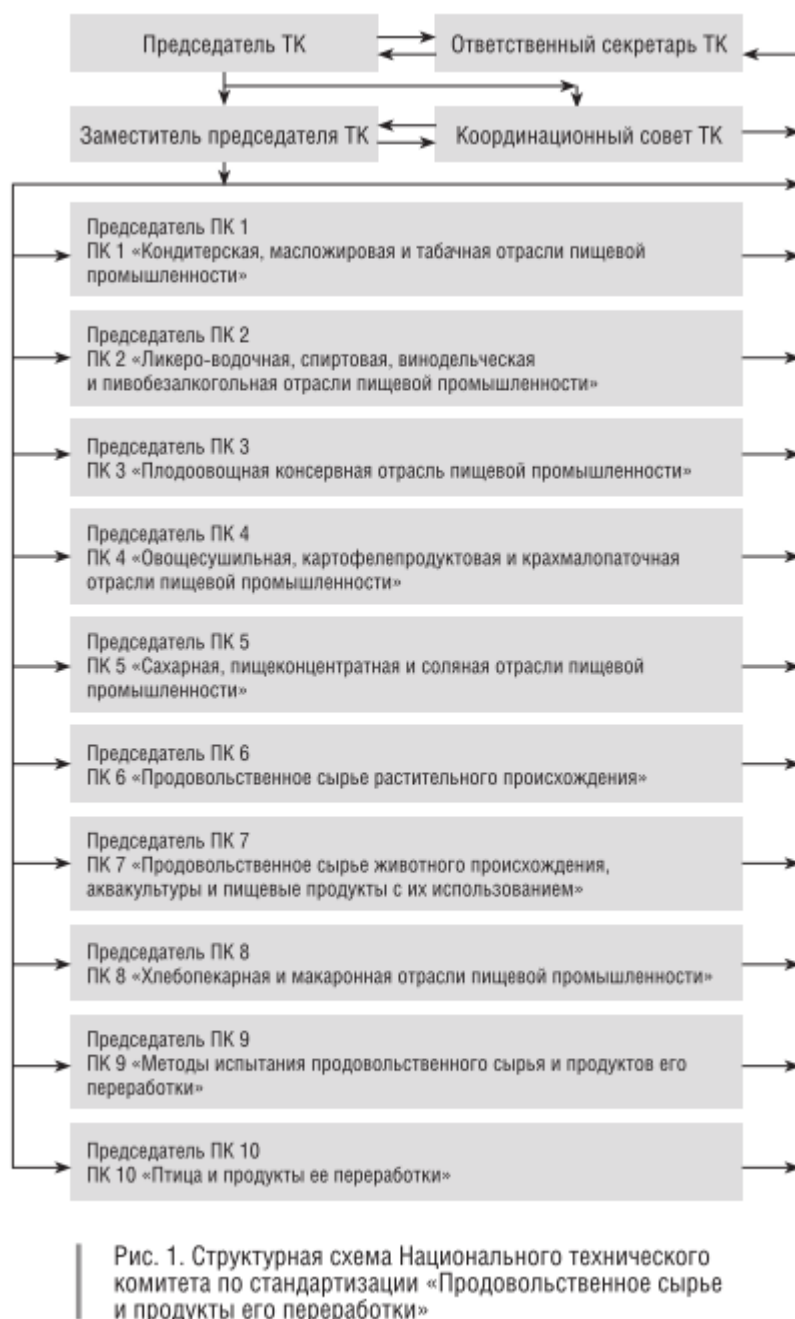 Председатель ТК
Ответственный секретарь ТК
Заместитель председателя ТК
Координационный совет ТК
Председатель ПК 1
ПК 1 «Кондитерская, масложировая и табачная отрасли пищевой
промышленности»
Председатель ПК 2
ПК 2 «Ликеро-водочная, спиртовая, винодельческая
и пивобезалкогольная отрасли пищевой промышленности»
Председатель ПК 3
ПК 3 «Плодоовощная консервная отрасль пищевой промышленности»
Председатель ПК 4
ПК 4 «Овощесушильная, картофелепродуктовая и крахмалопаточная
отрасли пищевой промышленности»
Председатель ПК 5
ПК 5 «Сахарная, пищеконцентратная и соляная отрасли пищевой
промышленности»
Председатель ПК 6
ПК 6 «Продовольственное сырье растительного происхождения»
Председатель ПК 7
ПК 7 «Продовольственное сырье животного происхождения,
аквакультуры и пищевые продукты с их использованием»
Председатель ПК 8
ПК 8 «Хлебопекарная и макаронная отрасли пищевой промышленности»
Председатель ПК 9
ПК 9 «Методы испытания продовольственного сырья и продуктов его
переработки»
Председатель ПК 10
ПК 10 «Птица и продукты ее переработки»
Рис. 1. Структурная схема Национального технического
комитета по стандартизации «Продовольственное сырье
и продукты его переработки»